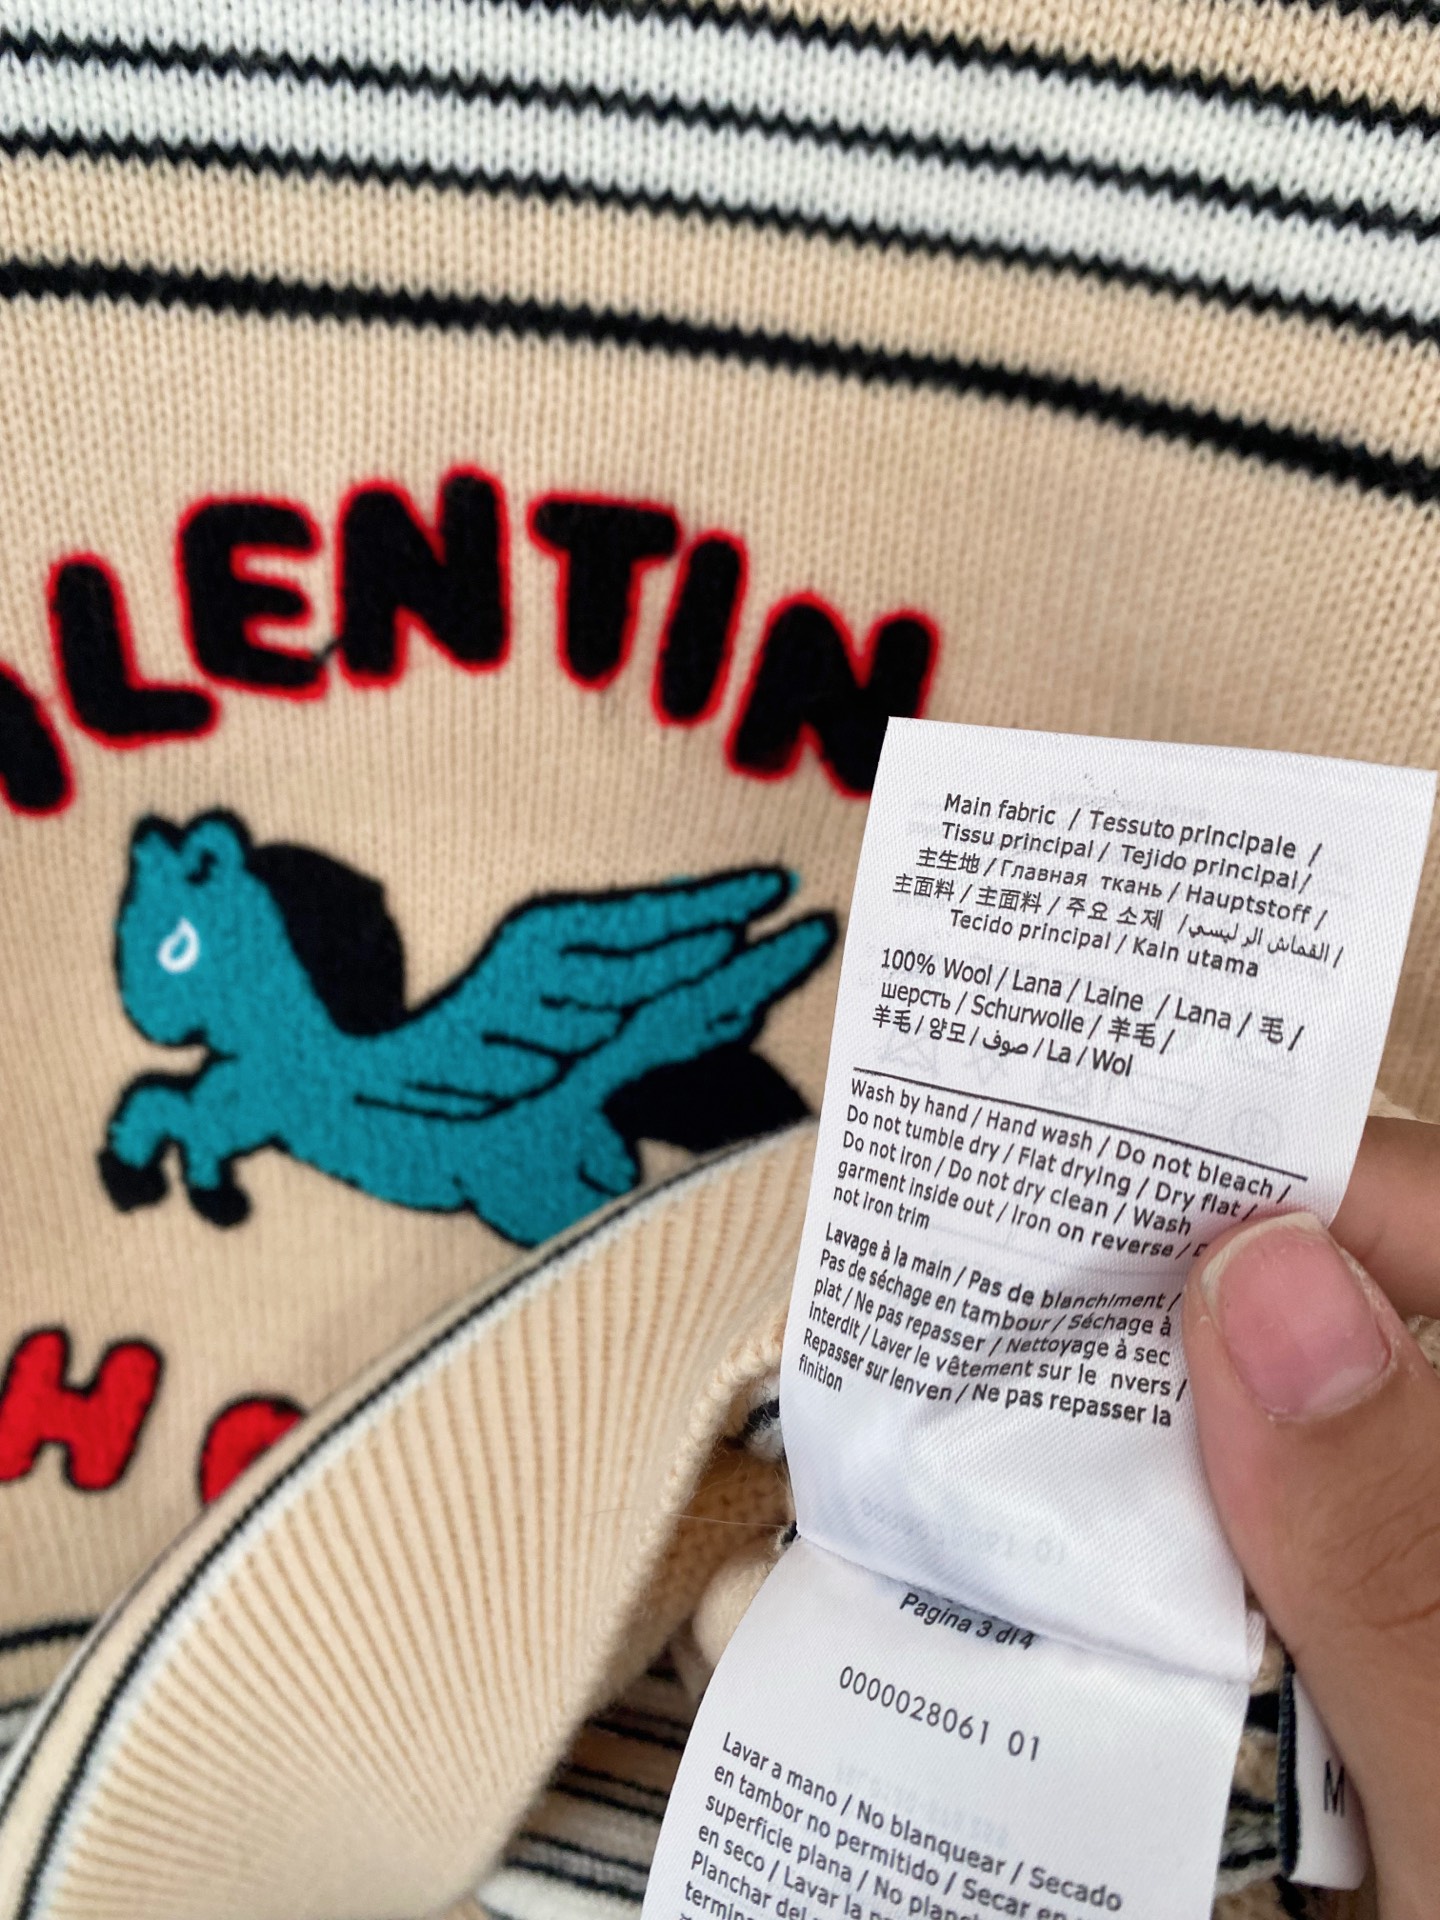 ALENTIN
H
Main fabric / Tessuto principale /
Tissu principal / Tejido principal /
主生地 / Главная ткань / Hauptstoff /
主面料 / 主面料 / 주요 소재 / القماش الرئيسي /
Tecido principal / Kain utama
100% Wool / Lana / Laine / Lana / 毛 /
шерсть / Schurwolle / 羊毛 /
羊毛 / 양모 / صوف / La / Wol
Wash by hand / Hand wash / Do not bleach /
Do not tumble dry / Flat drying / Dry flat /
Do not iron / Do not dry clean / Wash
garment inside out / Iron on reverse / D
not iron trim
Lavage à la main / Pas de blanchiment /
Pas de séchage en tambour / Séchage à
plat / Ne pas repasser / Nettoyage à sec
interdit / Laver le vêtement sur le nvers /
Repasser sur lenven / Ne pas repasser la
finition
Pagina 3 di 4
0000028061 01
Lavar a mano / No blanquear / Secado
en tambor no permitido / Secar en
superficie plana / No planch
en seco / Lavar la
Planchar del
termin
M